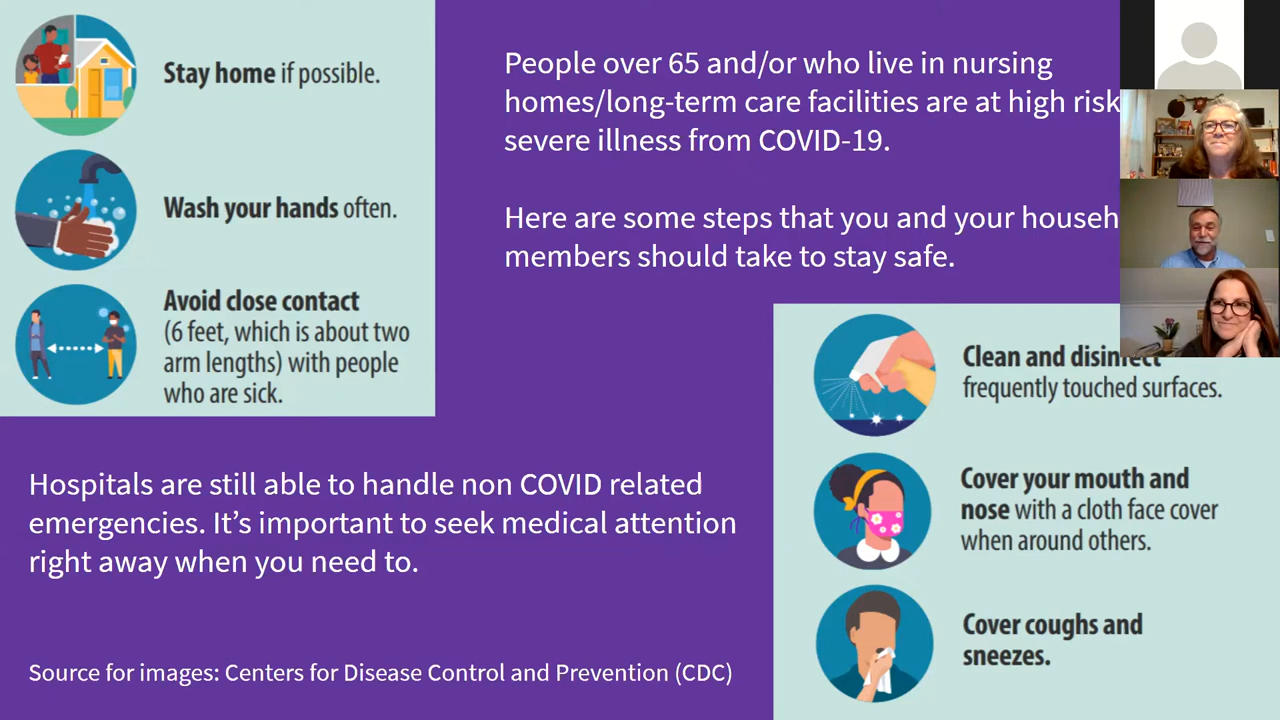 Stay home if possible.
Wash your hands often.
Avoid close contact
(6 feet, which is about two
arm lengths) with people
who are sick.
People over 65 and/or who live in nursing
homes/long-term care facilities are at high risk
severe illness from COVID-19.
Here are some steps that you and your househ
members should take to stay safe.
Clean and disinfect
frequently touched surfaces.
Cover your mouth and
nose with a cloth face cover
when around others.
Cover coughs and
sneezes.
Hospitals are still able to handle non COVID related
emergencies. It's important to seek medical attention
right away when you need to.
Source for images: Centers for Disease Control and Prevention (CDC)